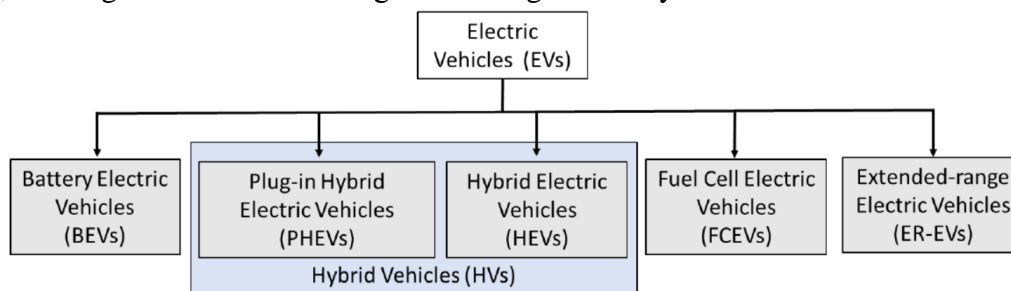 Electric
Vehicles (EVs)
Battery Electric
Vehicles
(BEVs)
Plug-in Hybrid
Electric Vehicles
(PHEVs)
Hybrid Electric
Vehicles
(HEVs)
Fuel Cell Electric
Vehicles
(FCEVs)
Extended-range
Electric Vehicles
(ER-EVs)
Hybrid Vehicles (HVs)